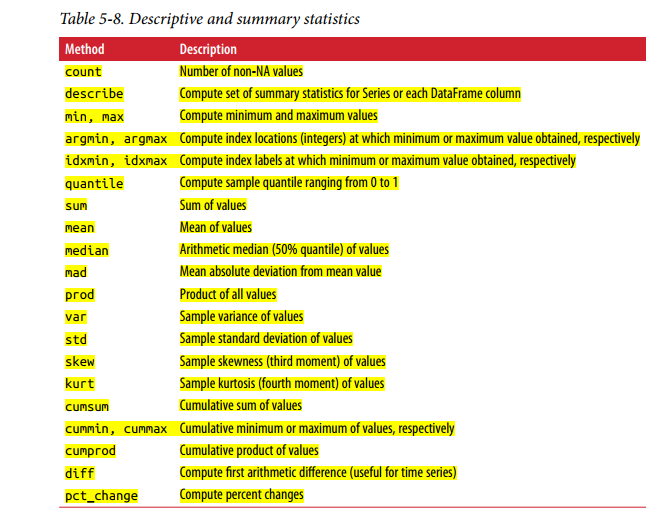 Table 5-8. Descriptive and summary statistics
Method Description
count Number of non-NA values
describe Compute set of summary statistics for Series or each DataFrame column
min, max Compute minimum and maximum values
argmin, argmax Compute index locations (integers) at which minimum or maximum value obtained, respectively
idxmin, idxmax Compute index labels at which minimum or maximum value obtained, respectively
quantile Compute sample quantile ranging from 0 to 1
sum Sum of values
mean Mean of values
median Arithmetic median (50% quantile) of values
mad Mean absolute deviation from mean value
prod Product of all values
var Sample variance of values
std Sample standard deviation of values
skew Sample skewness (third moment) of values
kurt Sample kurtosis (fourth moment) of values
cumsum Cumulative sum of values
cummin, cummax Cumulative minimum or maximum of values, respectively
cumprod Cumulative product of values
diff Compute first arithmetic difference (useful for time series)
pct_change Compute percent changes